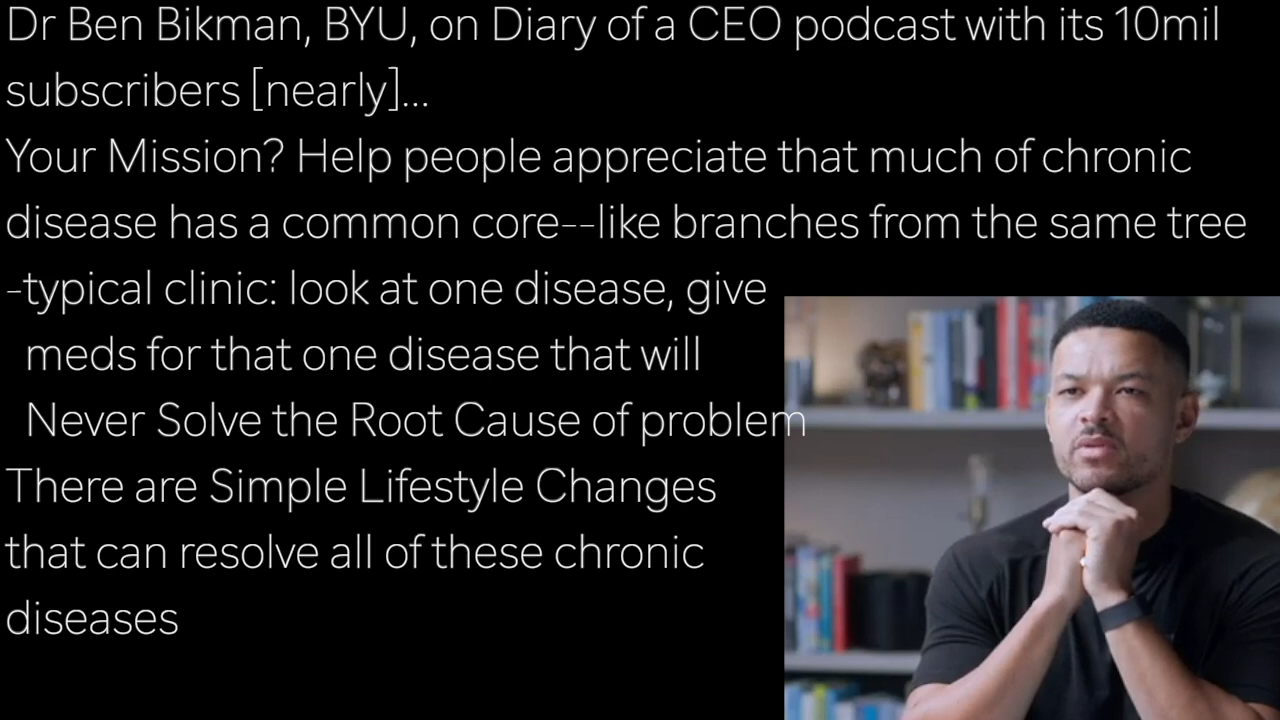 Dr Ben Bikman, BYU, on Diary of a CEO podcast with its 10mil
subscribers [nearly]...
Your Mission? Help people appreciate that much of chronic
disease has a common core--like branches from the same tree
-typical clinic: look at one disease, give
meds for that one disease that will
Never Solve the Root Cause of problem
There are Simple Lifestyle Changes
that can resolve all of these chronic
diseases